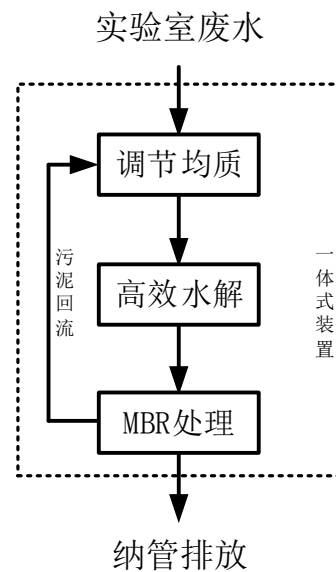 实验室废水
调节均质
污泥回流
高效水解
一体式装置
MBR处理
纳管排放